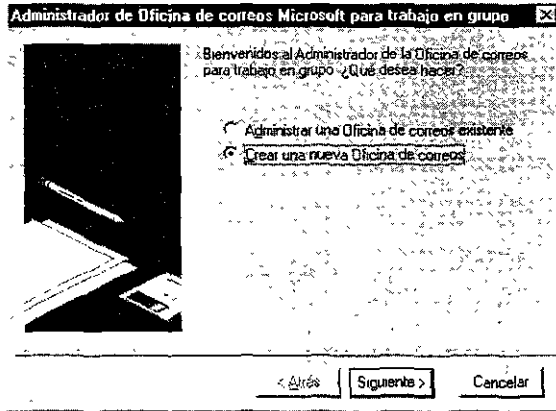 Administrador de Oficina de correos Microsoft para trabajo en grupo
Bienvenidos al Administrador de la Oficina de correos
para trabajo en grupo ¿Qué desea hacer?
Administrar una Oficina de correos existente
Crear una nueva Oficina de correos
< Atrás
Siguiente >
Cancelar